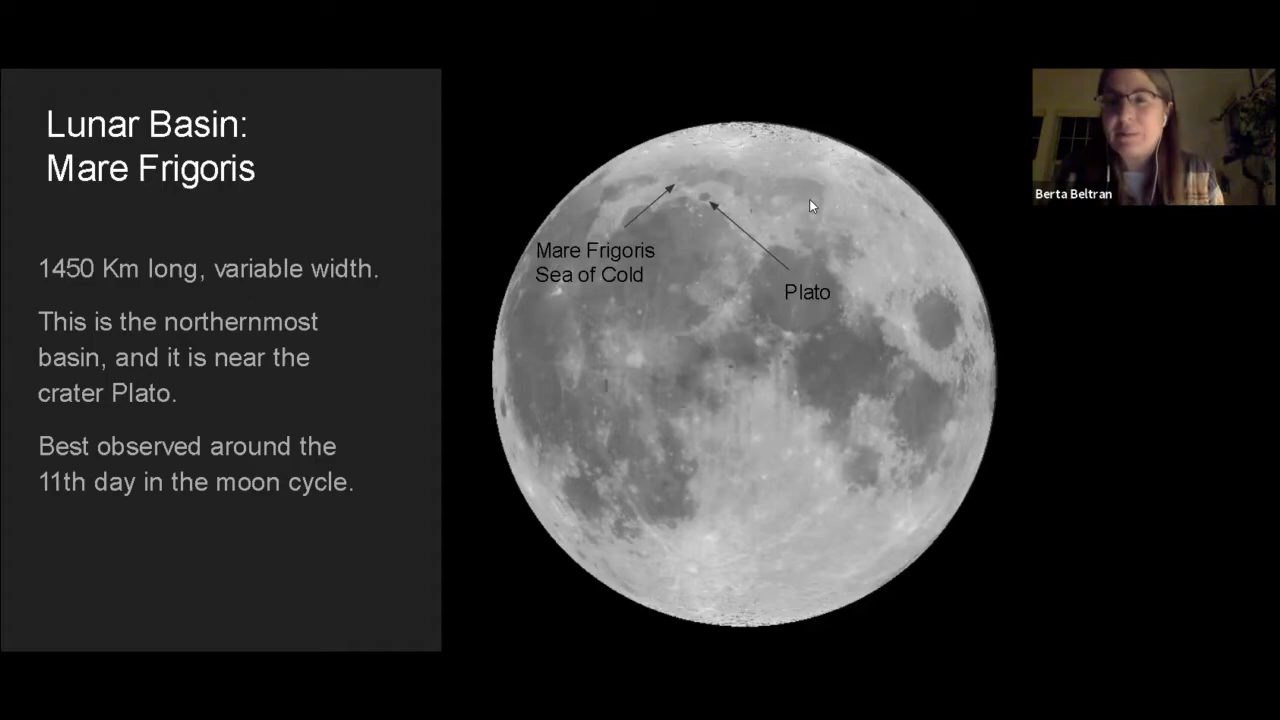 Lunar Basin:
Mare Frigoris
1450 Km long, variable width.
This is the northernmost
basin, and it is near the
crater Plato.
Best observed around the
11th day in the moon cycle.
Mare Frigoris
Sea of Cold
Plato
Berta Beltran